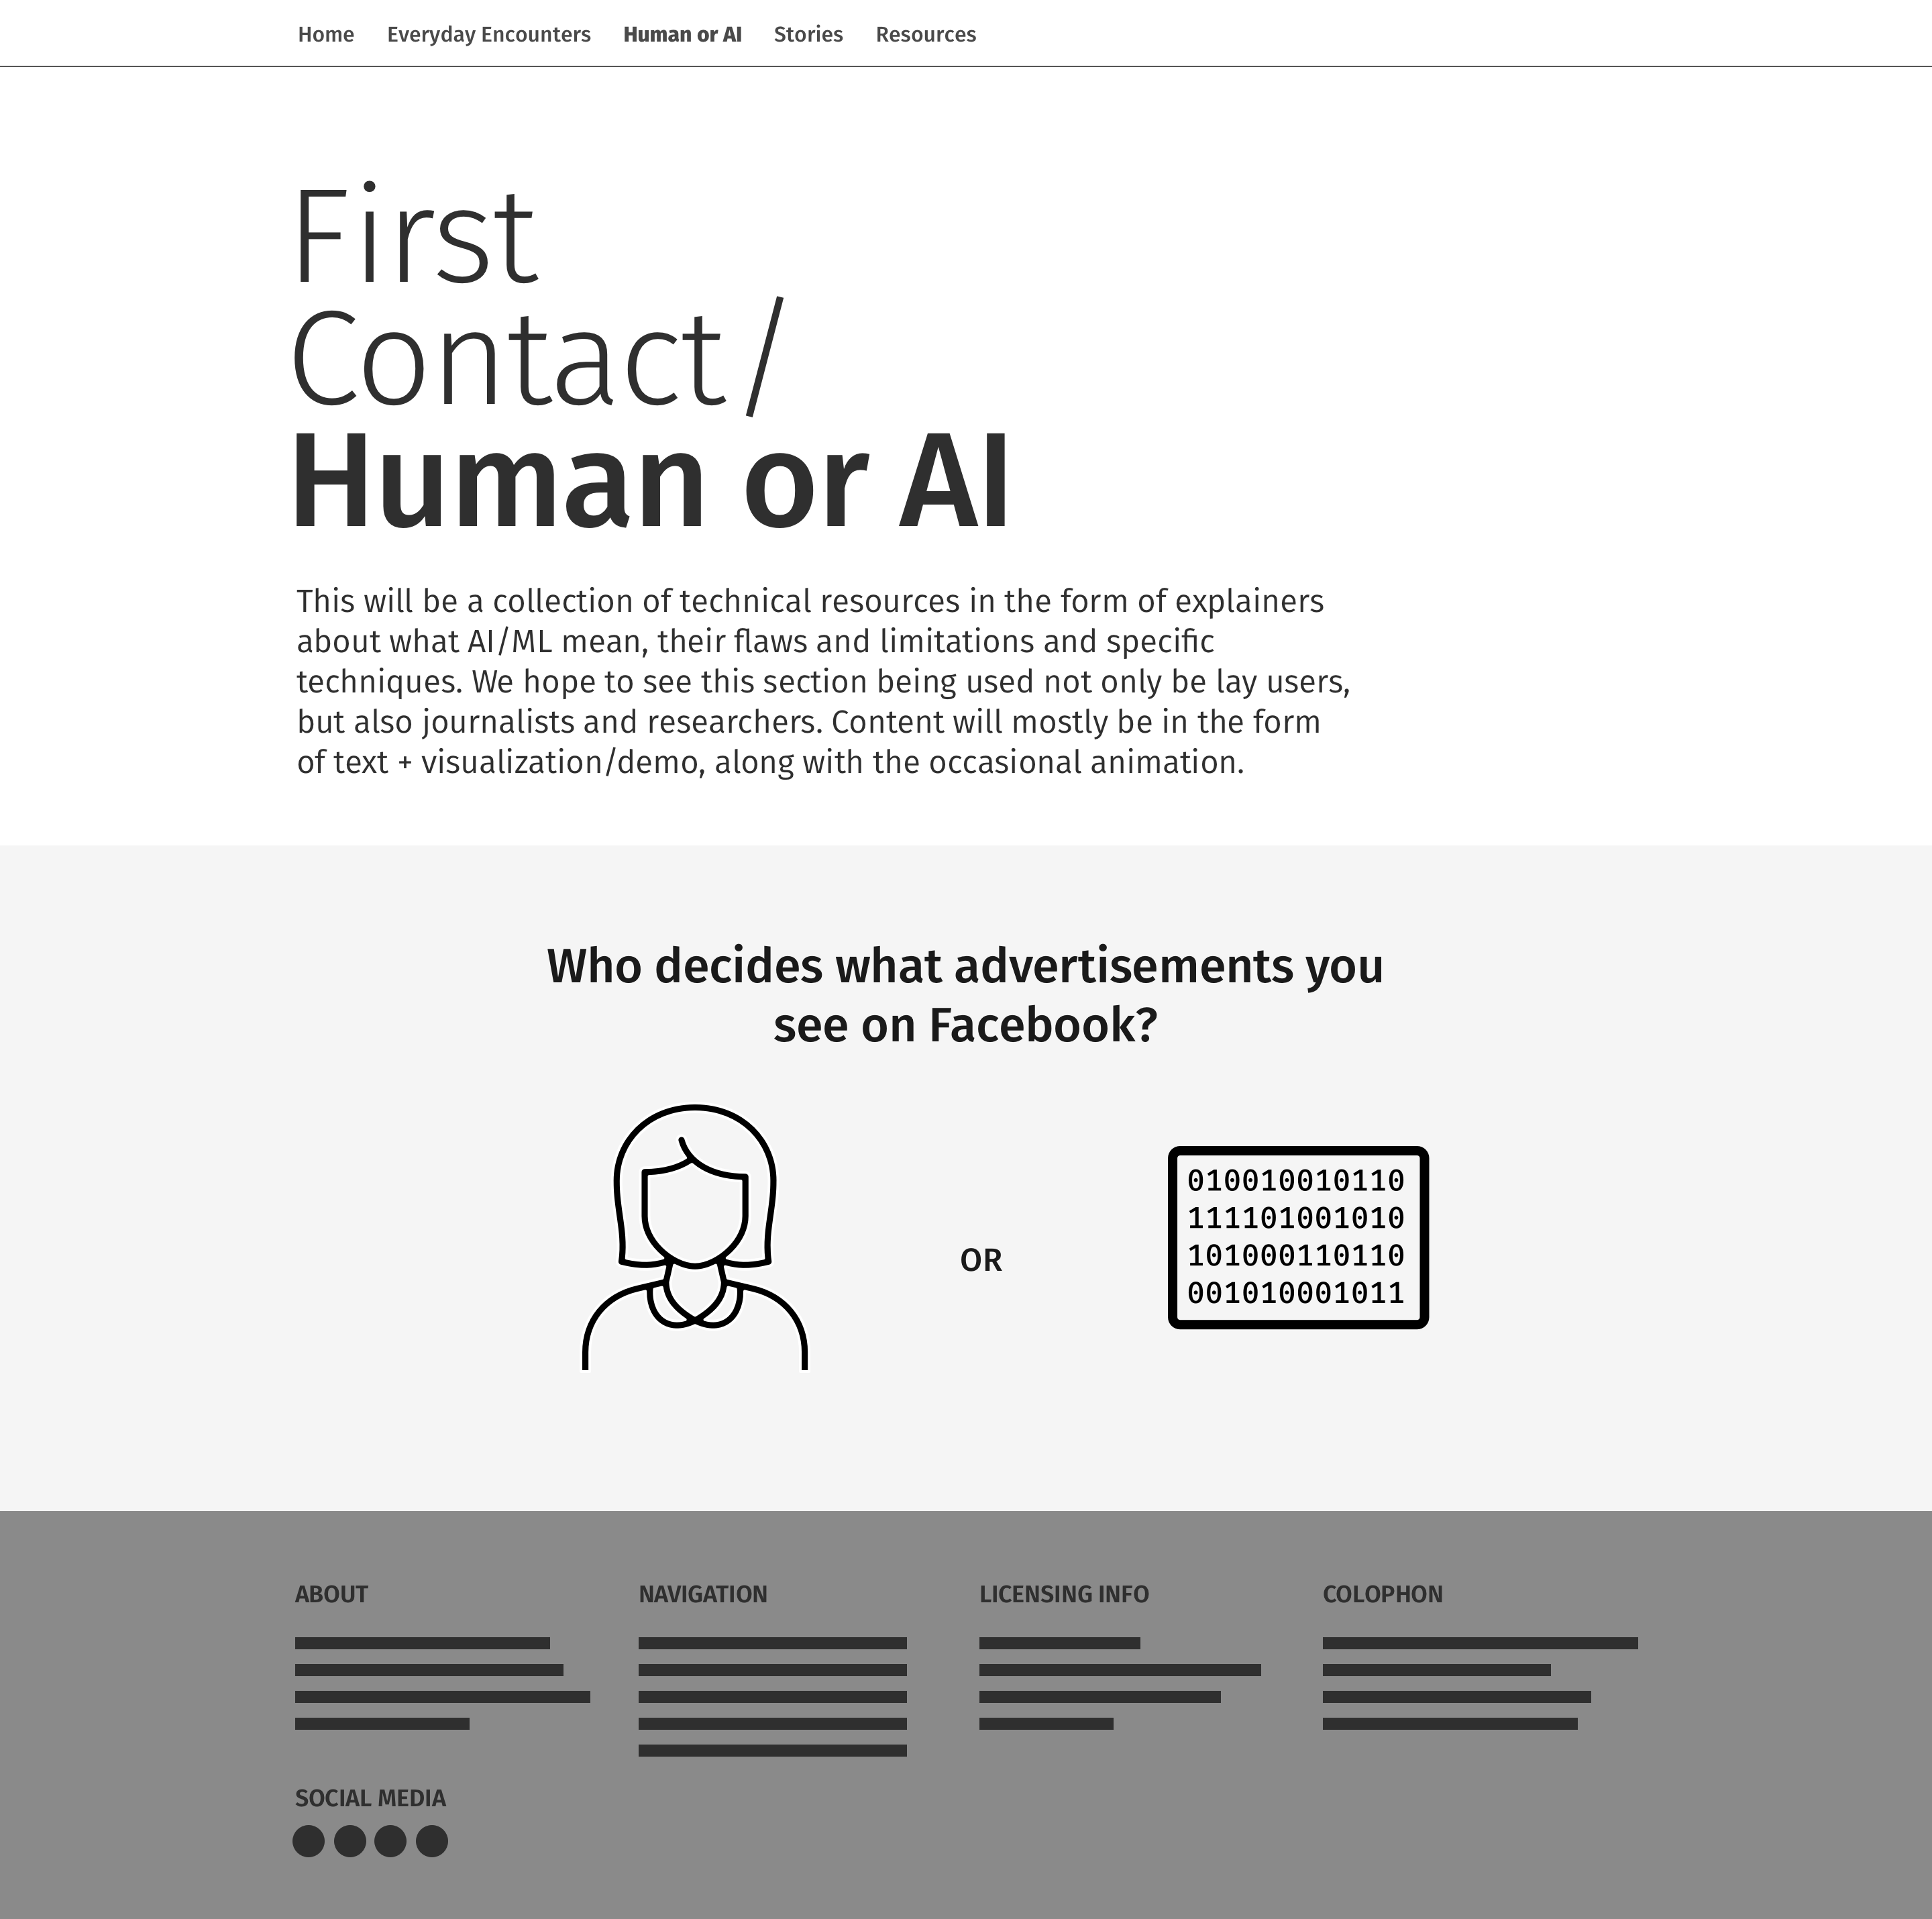 Home Everyday Encounters Human or AI Stories Resources
First
Contact/
Human or AI
This will be a collection of technical resources in the form of explainers
about what AI/ML mean, their flaws and limitations and specific
techniques. We hope to see this section being used not only be lay users,
but also journalists and researchers. Content will mostly be in the form
of text + visualization/demo, along with the occasional animation.
Who decides what advertisements you
see on Facebook?
OR
010010010110
111101001010
101000110110
001010001011
ABOUT NAVIGATION LICENSING INFO COLOPHON
SOCIAL MEDIA